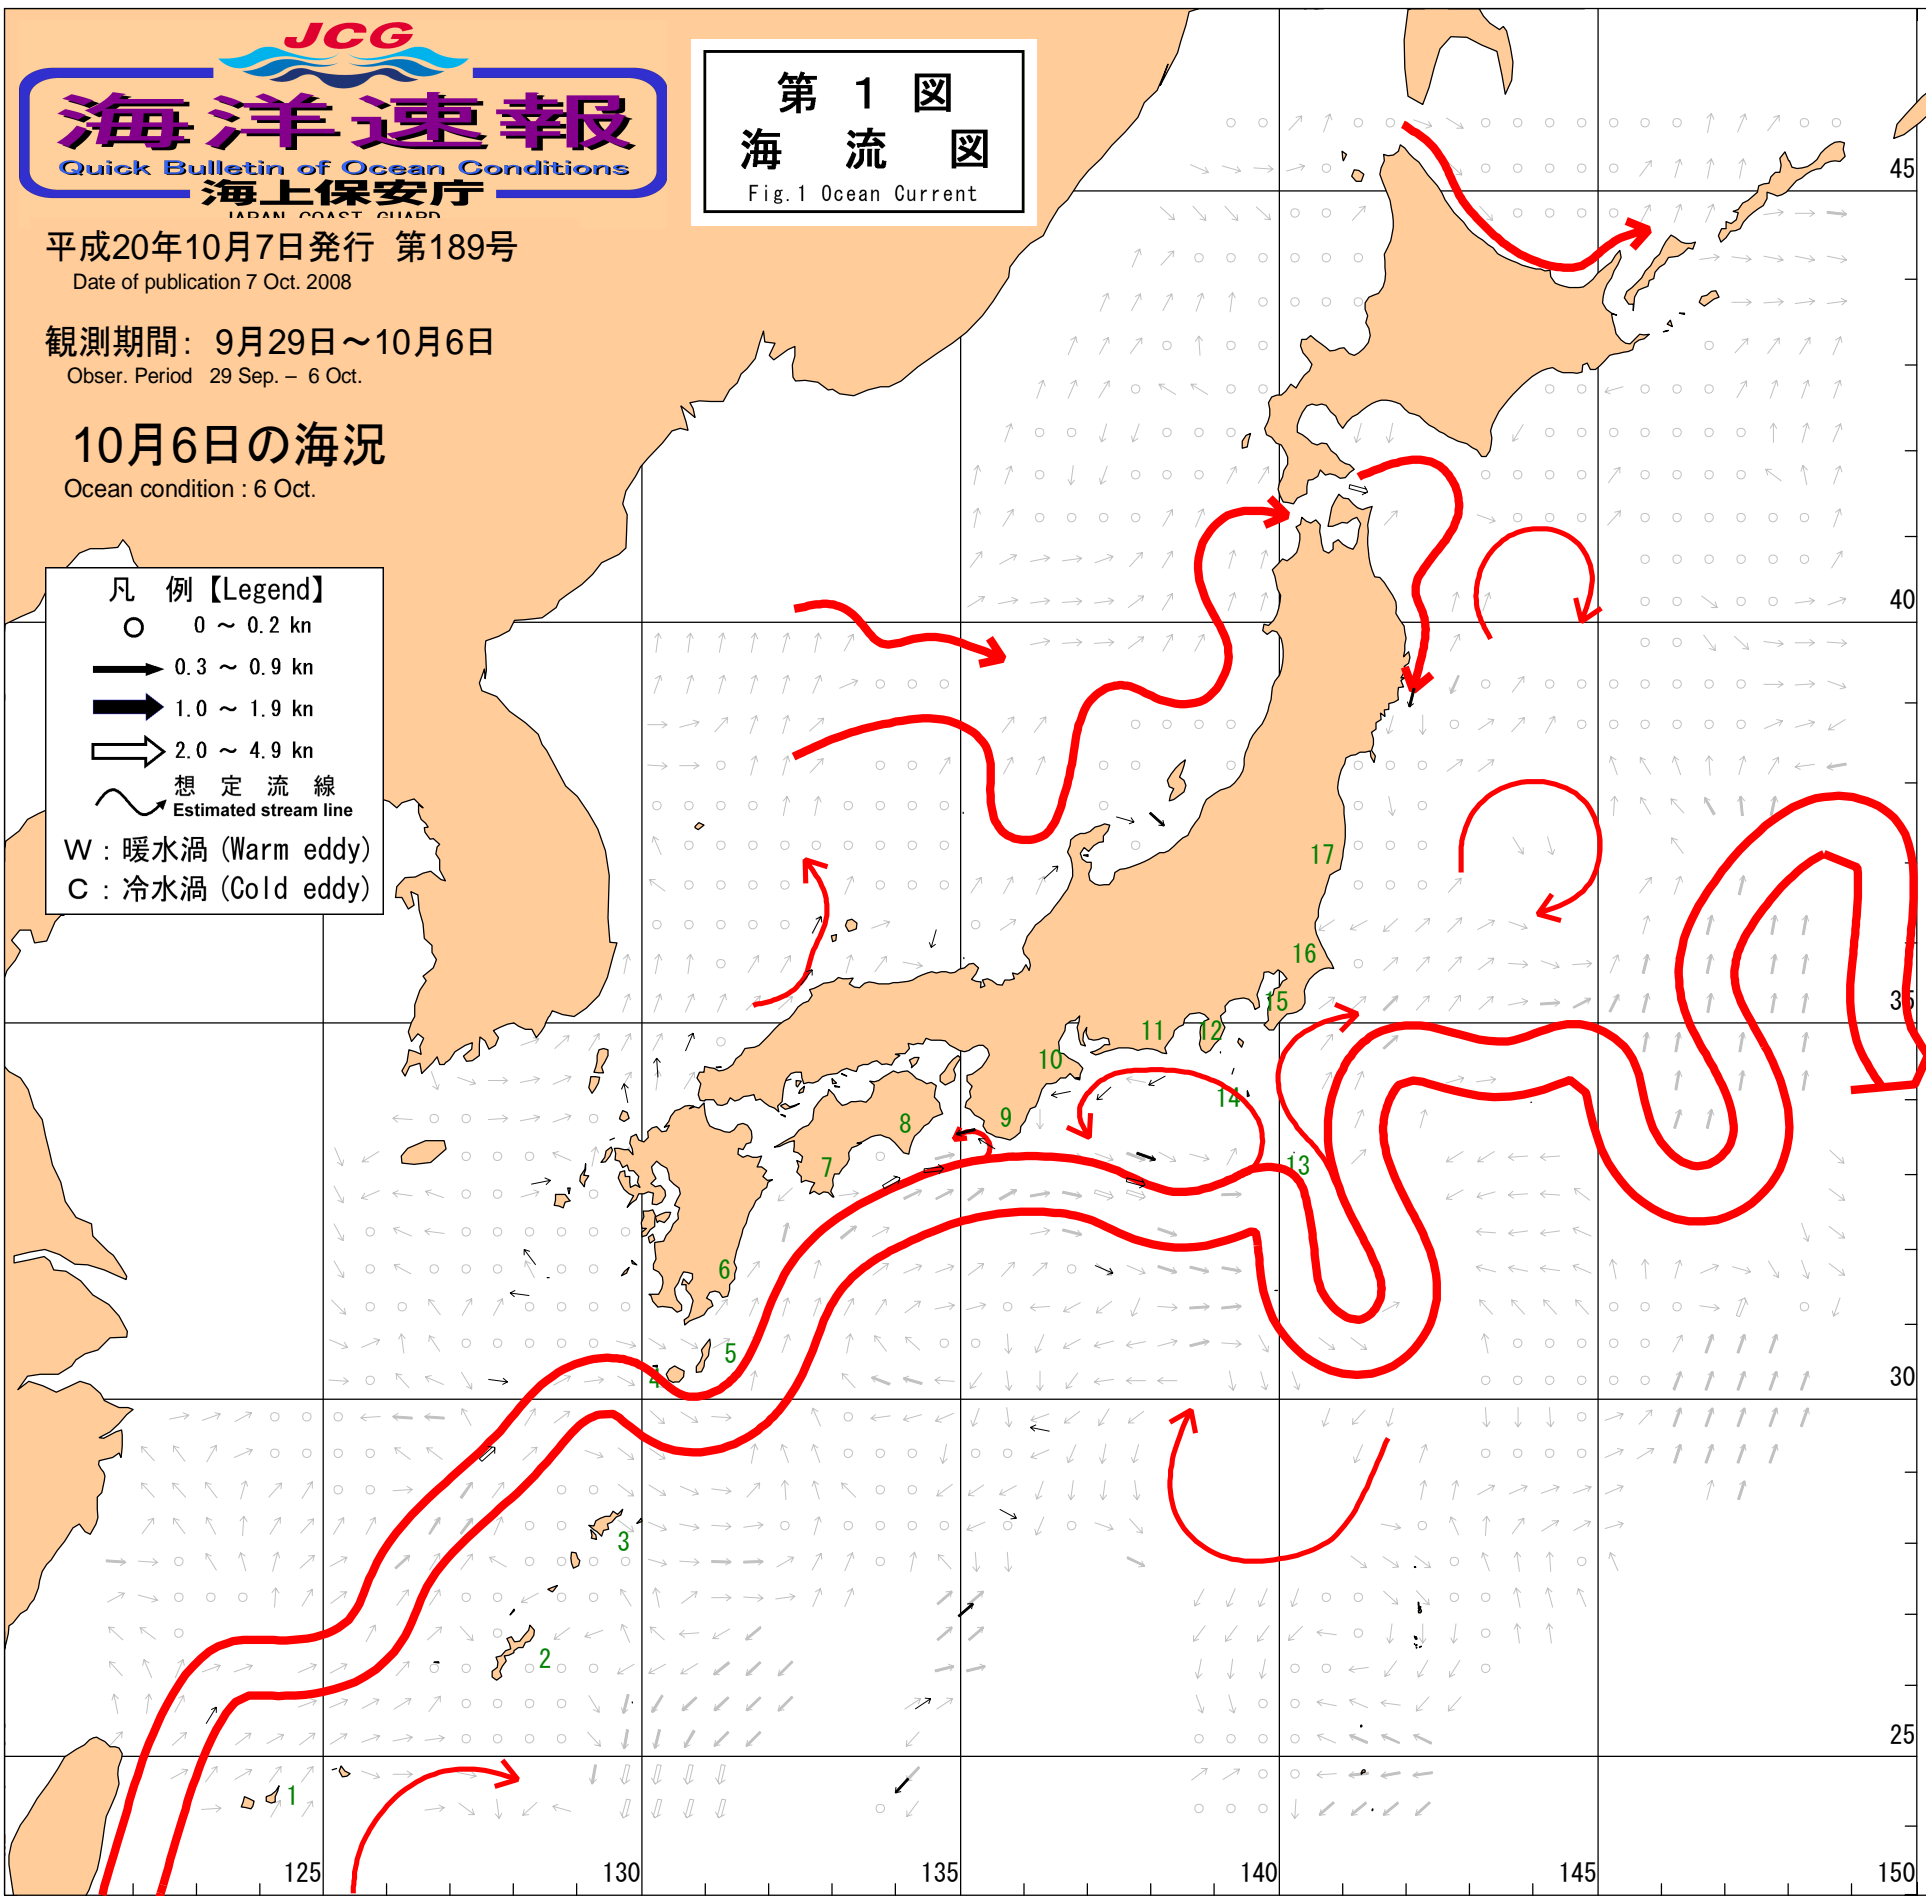 JCG
海洋速報
Quick Bulletin of Ocean Conditions
海上保安庁
JAPAN COAST GUARD
平成20年10月7日発行 第189号
Date of publication 7 Oct. 2008
観測期間: 9月29日～10月6日
Obser. Period 29 Sep. – 6 Oct.
10月6日の海況
Ocean condition : 6 Oct.
第 1 図
海 流 図
Fig.1 Ocean Current
凡 例【Legend】
0 ～ 0.2 kn
0.3 ～ 0.9 kn
1.0 ～ 1.9 kn
2.0 ～ 4.9 kn
想 定 流 線
Estimated stream line
W : 暖水渦 (Warm eddy)
C : 冷水渦 (Cold eddy)
45
40
35
30
25
17
16
15
14
13
12
11
10
9
8
7
6
5
4
3
2
1
125
130
135
140
145
150